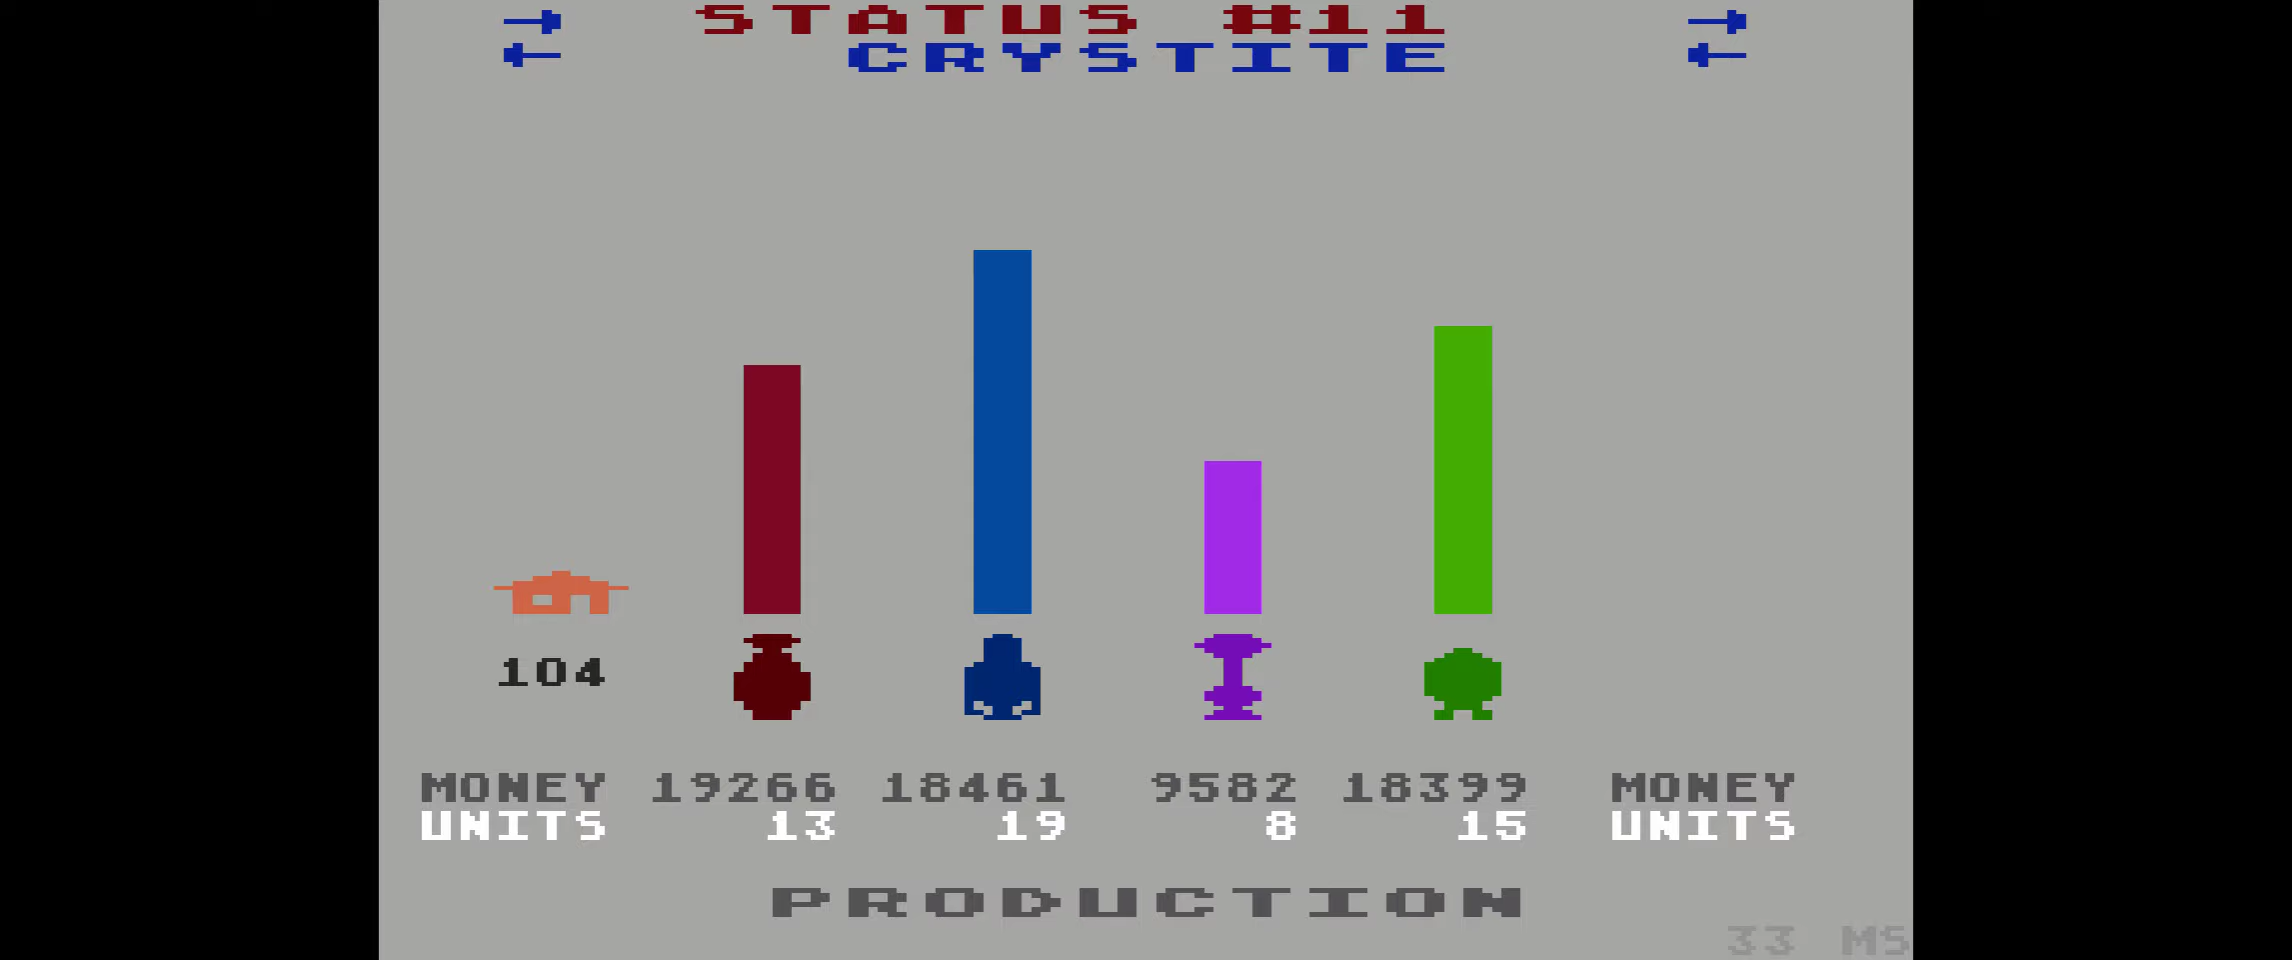 STATUS #11
CRYSTITE
104
MONEY 19266 18461 9582 18399 MONEY
UNITS 13 19 8 15 UNITS
PRODUCTION
33 MS